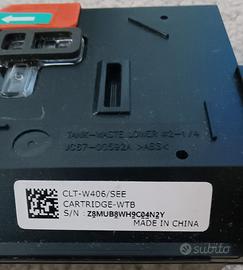 TANK-WASTE LOWER #2-1/4
JC67-00592A >ABS<
CLT-W406/SEE
CARTRIDGE-WTB
S/N : Z8MUB8WH9C04N2Y
MADE IN CHINA
subito